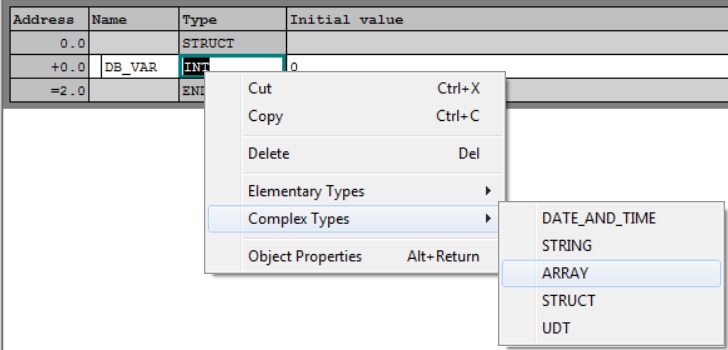 Address Name Type Initial value
0.0 STRUCT
+0.0 DB_VAR INT 0
=2.0 END
Cut Ctrl+X
Copy Ctrl+C
Delete Del
Elementary Types
Complex Types
Object Properties Alt+Return
DATE_AND_TIME
STRING
ARRAY
STRUCT
UDT